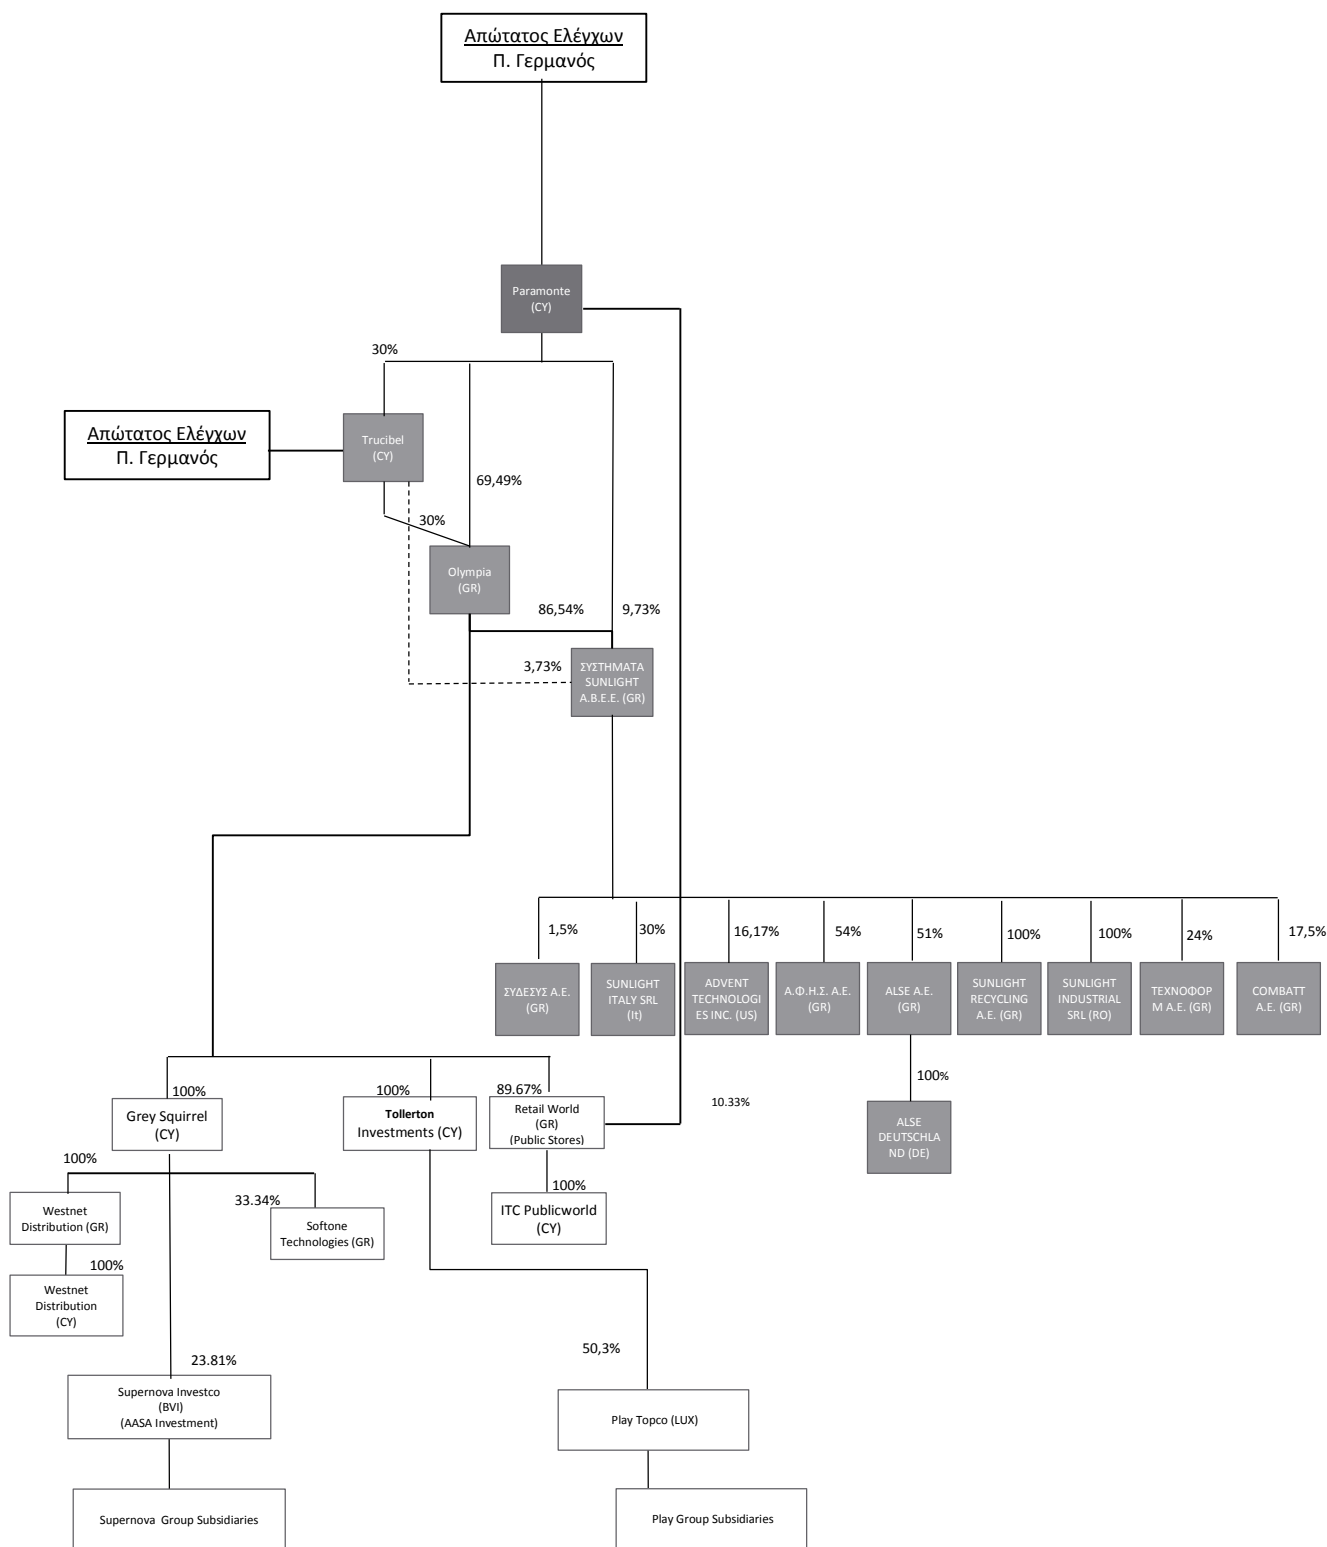 Απώτατος Ελέγχων
Π. Γερμανός
Paramonte
(CY)
30%
Απώτατος Ελέγχων
Π. Γερμανός
Trucibel
(CY)
69,49%
30%
Olympia
(GR)
86,54%
9,73%
3,73%
ΣΥΣΤΗΜΑΤΑ
SUNLIGHT
Α.Β.Ε.Ε. (GR)
1,5%
30%
16,17%
54%
51%
100%
100%
24%
17,5%
ΣΥΔΕΣΥΣ Α.Ε.
(GR)
SUNLIGHT
ITALY SRL
(It)
ADVENT
TECHNOLOGI
ES INC. (US)
Α.Φ.Η.Σ. Α.Ε.
(GR)
ALSE Α.Ε.
(GR)
SUNLIGHT
RECYCLING
Α.Ε. (GR)
SUNLIGHT
INDUSTRIAL
SRL (RO)
ΤΕΧΝΟΦΟΡ
Μ Α.Ε. (GR)
COMBATT
Α.Ε. (GR)
100%
ALSE
DEUTSCHLA
ND (DE)
100%
100%
89.67%
10.33%
Grey Squirrel
(CY)
Tollerton
Investments (CY)
Retail World
(GR)
(Public Stores)
100%
33.34%
100%
Westnet
Distribution (GR)
Softone
Technologies (GR)
ITC Publicworld
(CY)
100%
Westnet
Distribution
(CY)
23.81%
50,3%
Supernova Investco
(BVI)
(AASA Investment)
Play Topco (LUX)
Supernova Group Subsidiaries
Play Group Subsidiaries